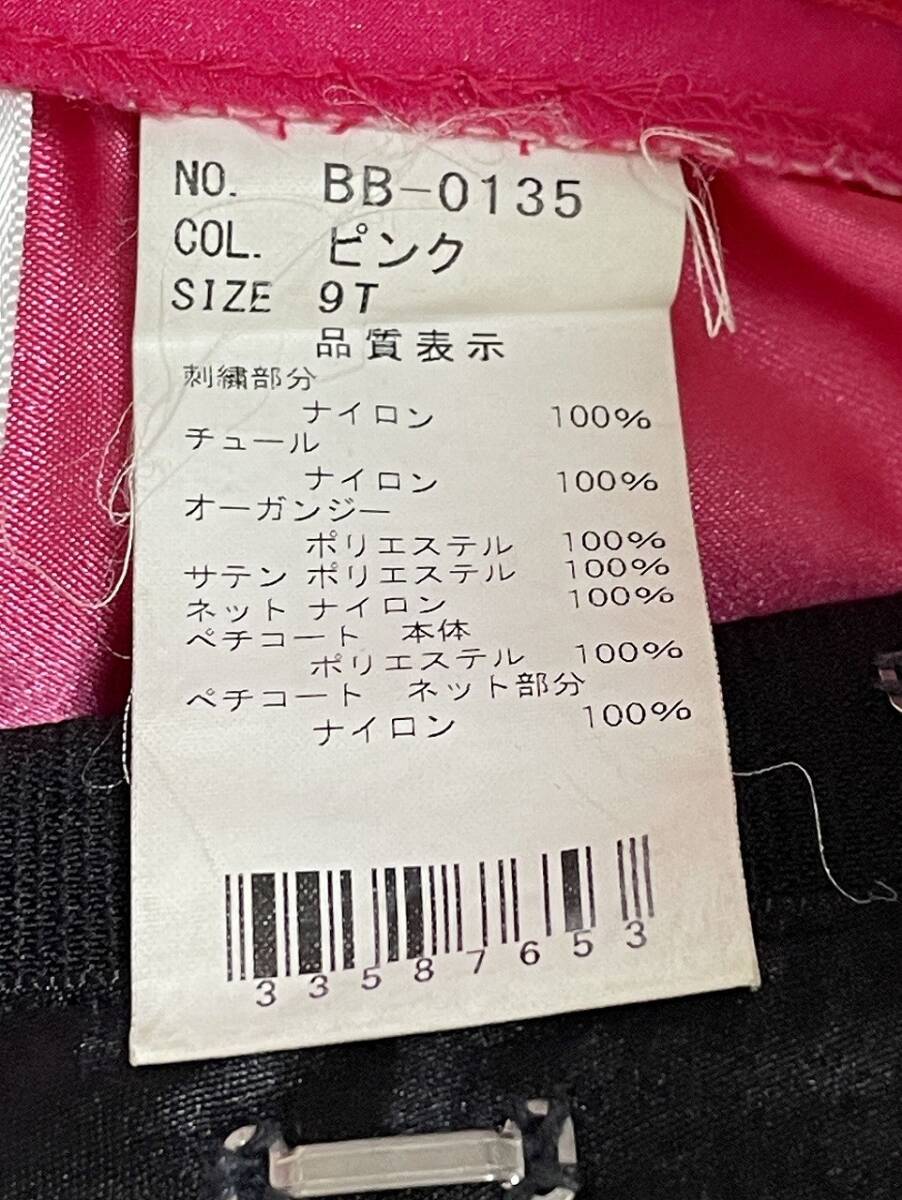 NO. BB-0135
COL. ピンク
SIZE 9T
品質表示
刺繍部分
ナイロン 100%
チュール
ナイロン 100%
オーガンジー
ポリエステル 100%
サテン ポリエステル 100%
ネット ナイロン 100%
ペチコート 本体
ポリエステル 100%
ペチコート ネット部分
ナイロン 100%
33587653